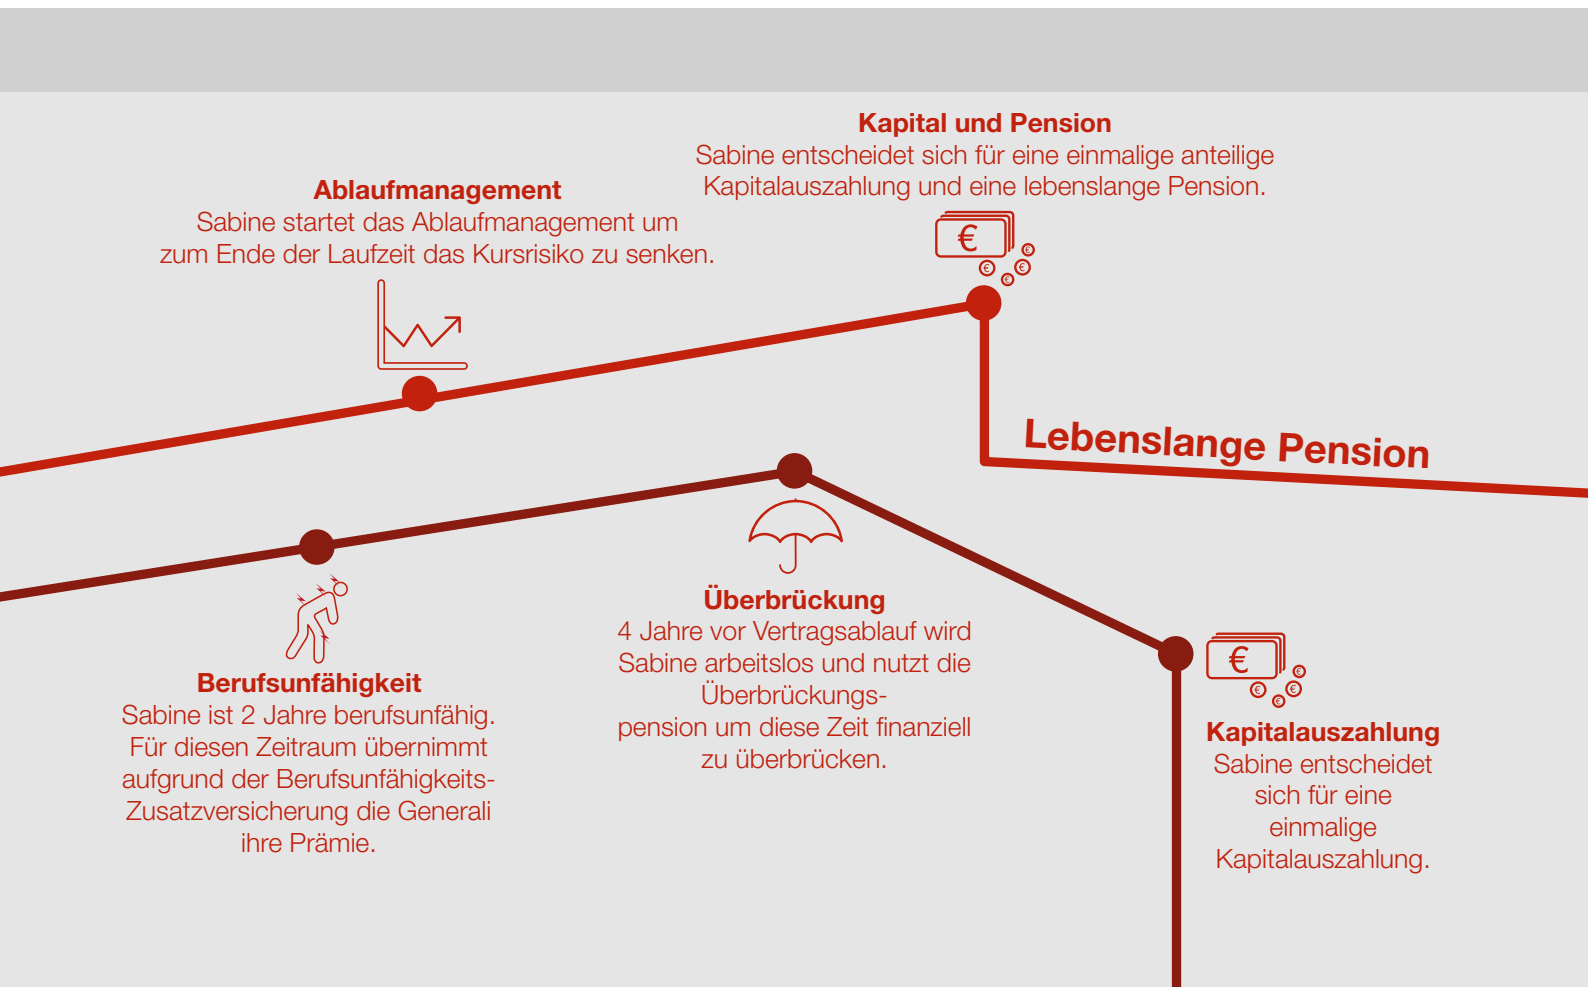 Kapital und Pension
Sabine entscheidet sich für eine einmalige anteilige
Kapitalauszahlung und eine lebenslange Pension.
Ablaufmanagement
Sabine startet das Ablaufmanagement um
zum Ende der Laufzeit das Kursrisiko zu senken.
€
€
€
€
€
Lebenslange Pension
Berufsunfähigkeit
Sabine ist 2 Jahre berufsunfähig.
Für diesen Zeitraum übernimmt
aufgrund der Berufsunfähigkeits-
Zusatzversicherung die Generali
ihre Prämie.
Überbrückung
4 Jahre vor Vertragsablauf wird
Sabine arbeitslos und nutzt die
Überbrückungs-
pension um diese Zeit finanziell
zu überbrücken.
€
€
€
€
€
Kapitalauszahlung
Sabine entscheidet
sich für eine
einmalige
Kapitalauszahlung.